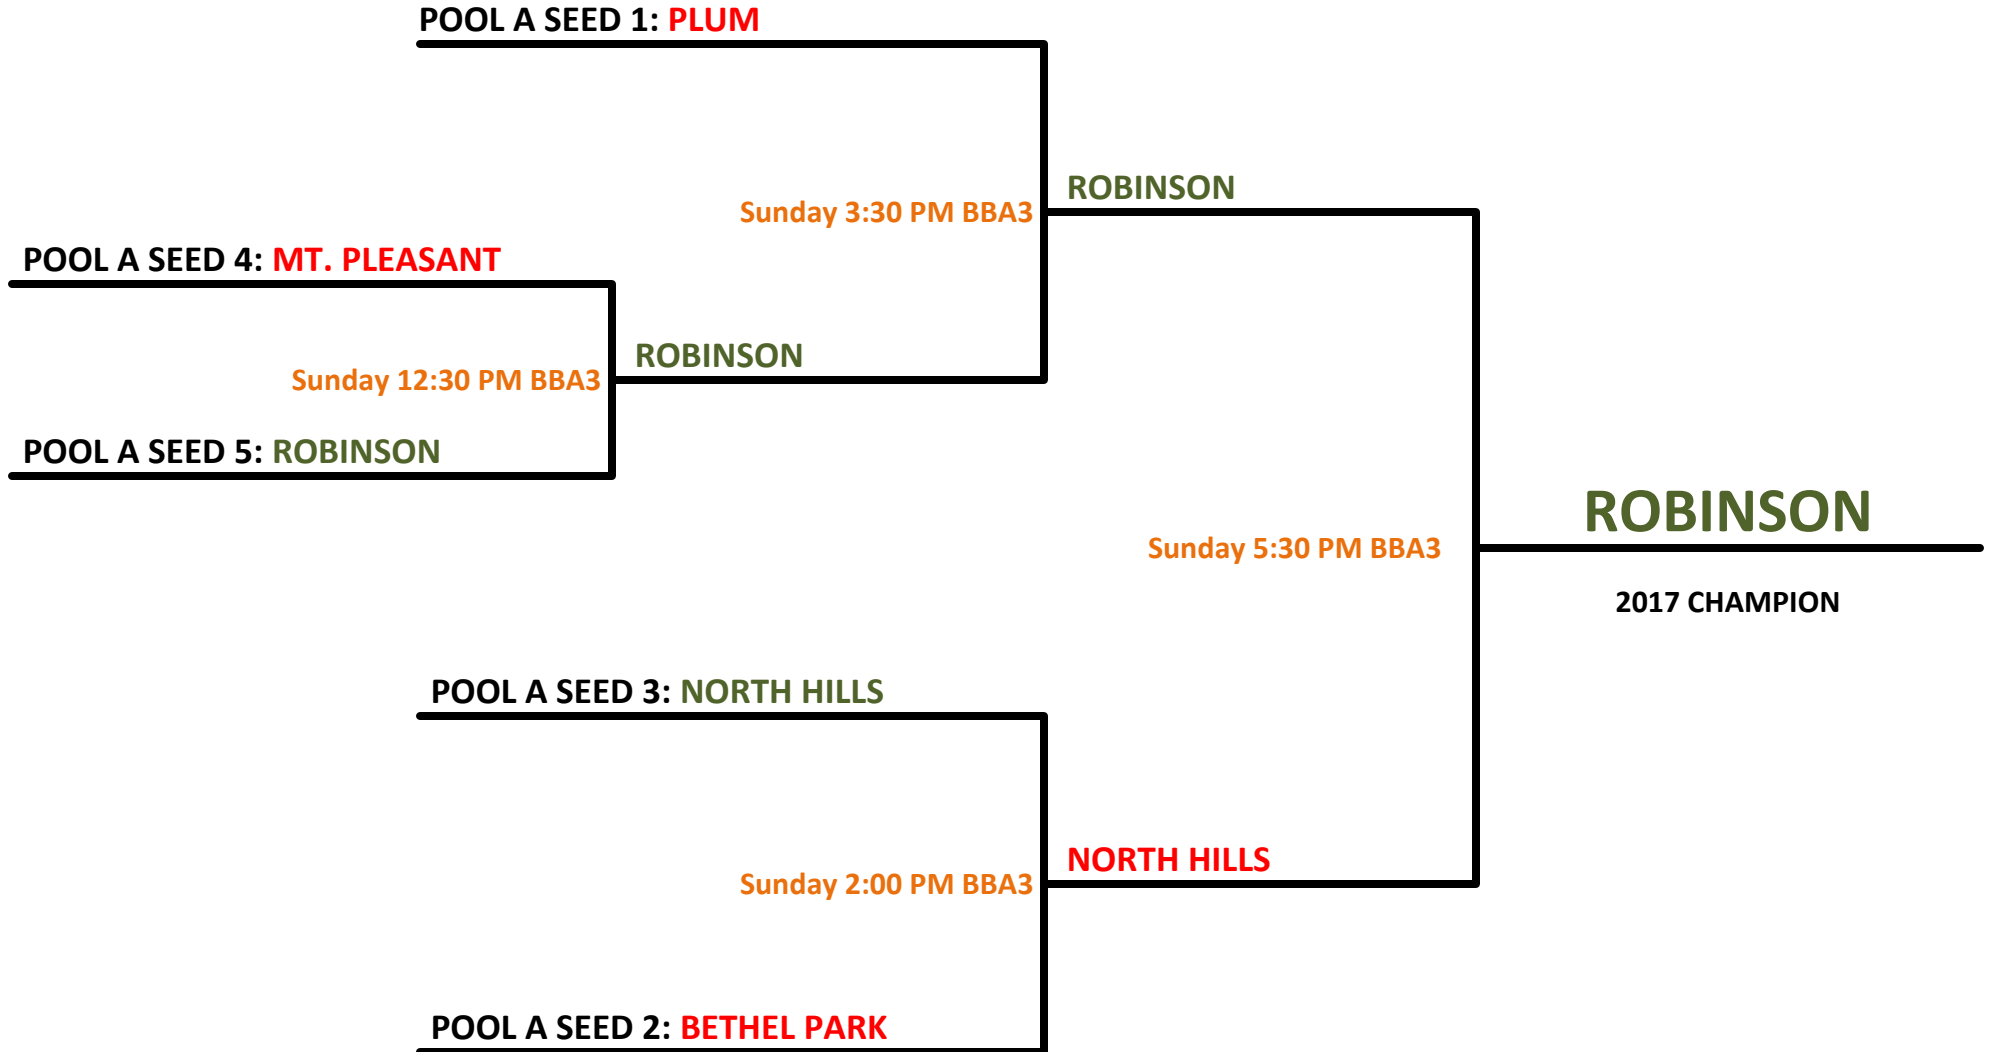 POOL A SEED 1: PLUM
ROBINSON
Sunday 3:30 PM BBA3
POOL A SEED 4: MT. PLEASANT
ROBINSON
Sunday 12:30 PM BBA3
POOL A SEED 5: ROBINSON
ROBINSON
Sunday 5:30 PM BBA3
2017 CHAMPION
POOL A SEED 3: NORTH HILLS
NORTH HILLS
Sunday 2:00 PM BBA3
POOL A SEED 2: BETHEL PARK